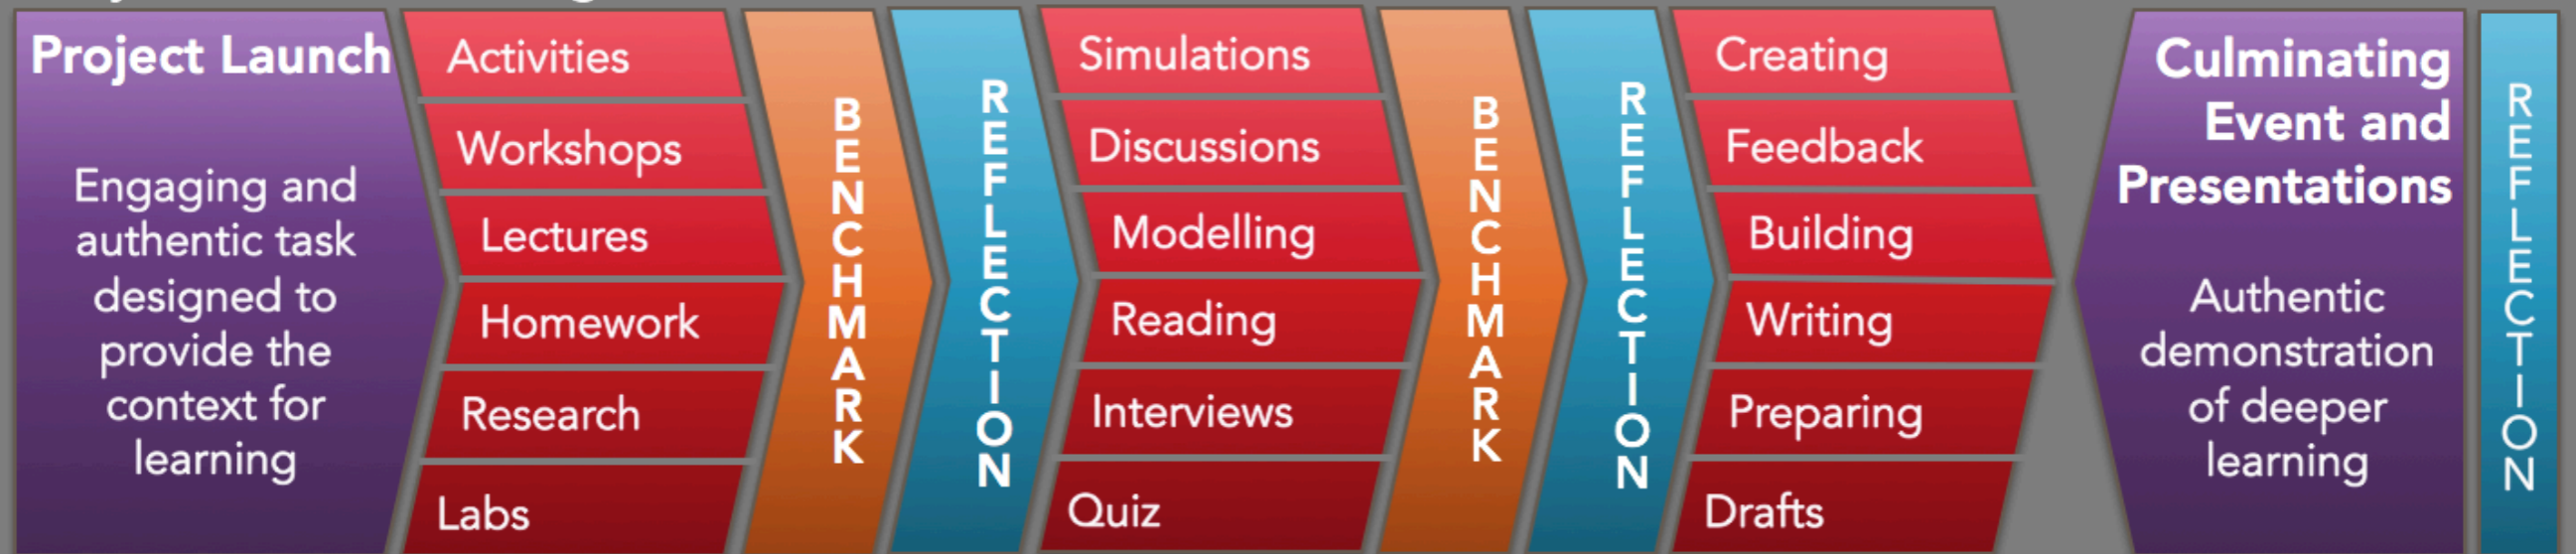 Project Launch
Engaging and
authentic task
designed to
provide the
context for
learning
Activities
Workshops
Lectures
Homework
Research
Labs
BENCHMARK
REFLECTION
Simulations
Discussions
Modelling
Reading
Interviews
Quiz
BENCHMARK
REFLECTION
Creating
Feedback
Building
Writing
Preparing
Drafts
Culminating
Event and
Presentations
Authentic
demonstration
of deeper
learning
REFLECTION